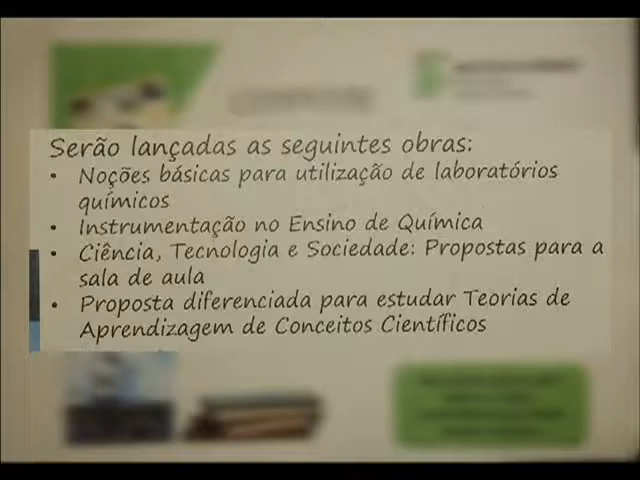 Serão lançadas as seguintes obras:
• Noções básicas para utilização de laboratórios
químicos
• Instrumentação no Ensino de Química
• Ciência, Tecnologia e Sociedade: Propostas para a
sala de aula
• Proposta diferenciada para estudar Teorias de
Aprendizagem de Conceitos Científicos